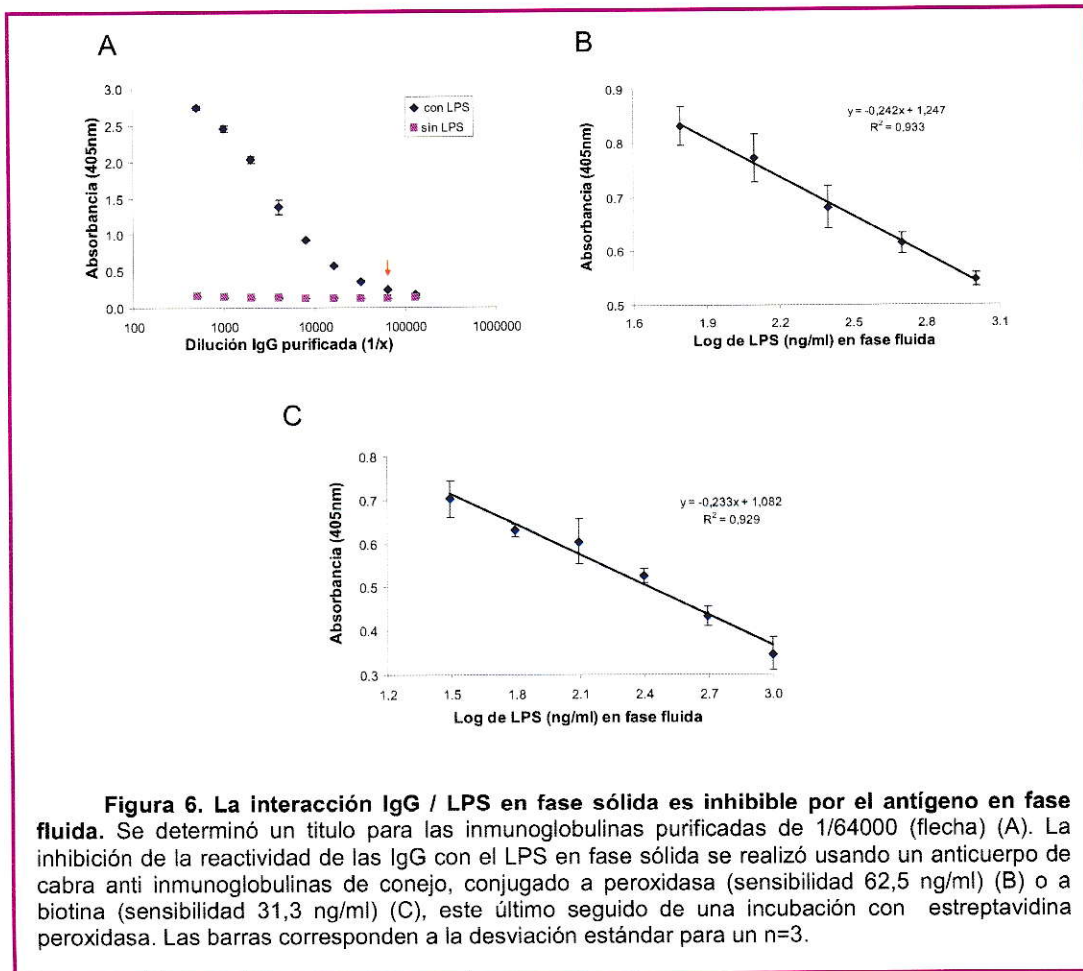 A
3.0
2.5
2.0
1.5
1.0
0.5
0.0
Absorbancia (405nm)
con LPS
sin LPS
100
1000
10000
100000
1000000
Dilución IgG purificada (1/x)
B
0.9
0.8
0.7
0.6
0.5
Absorbancia (405nm)
y = -0,242x + 1,247
R² = 0,933
1.6
1.9
2.1
2.5
2.8
3.1
Log de LPS (ng/ml) en fase fluida
C
0.8
0.7
0.6
0.5
0.4
0.3
Absorbancia (405nm)
y = -0,233x + 1,082
R² = 0,929
1.2
1.5
1.8
2.1
2.4
2.7
3.0
Log de LPS (ng/ml) en fase fluida
Figura 6. La interacción IgG / LPS en fase sólida es inhibible por el antígeno en fase
fluida. Se determinó un titulo para las inmunoglobulinas purificadas de 1/64000 (flecha) (A). La
inhibición de la reactividad de las IgG con el LPS en fase sólida se realizó usando un anticuerpo de
cabra anti inmunoglobulinas de conejo, conjugado a peroxidasa (sensibilidad 62,5 ng/ml) (B) o a
biotina (sensibilidad 31,3 ng/ml) (C), este último seguido de una incubación con estreptavidina
peroxidasa. Las barras corresponden a la desviación estándar para un n=3.